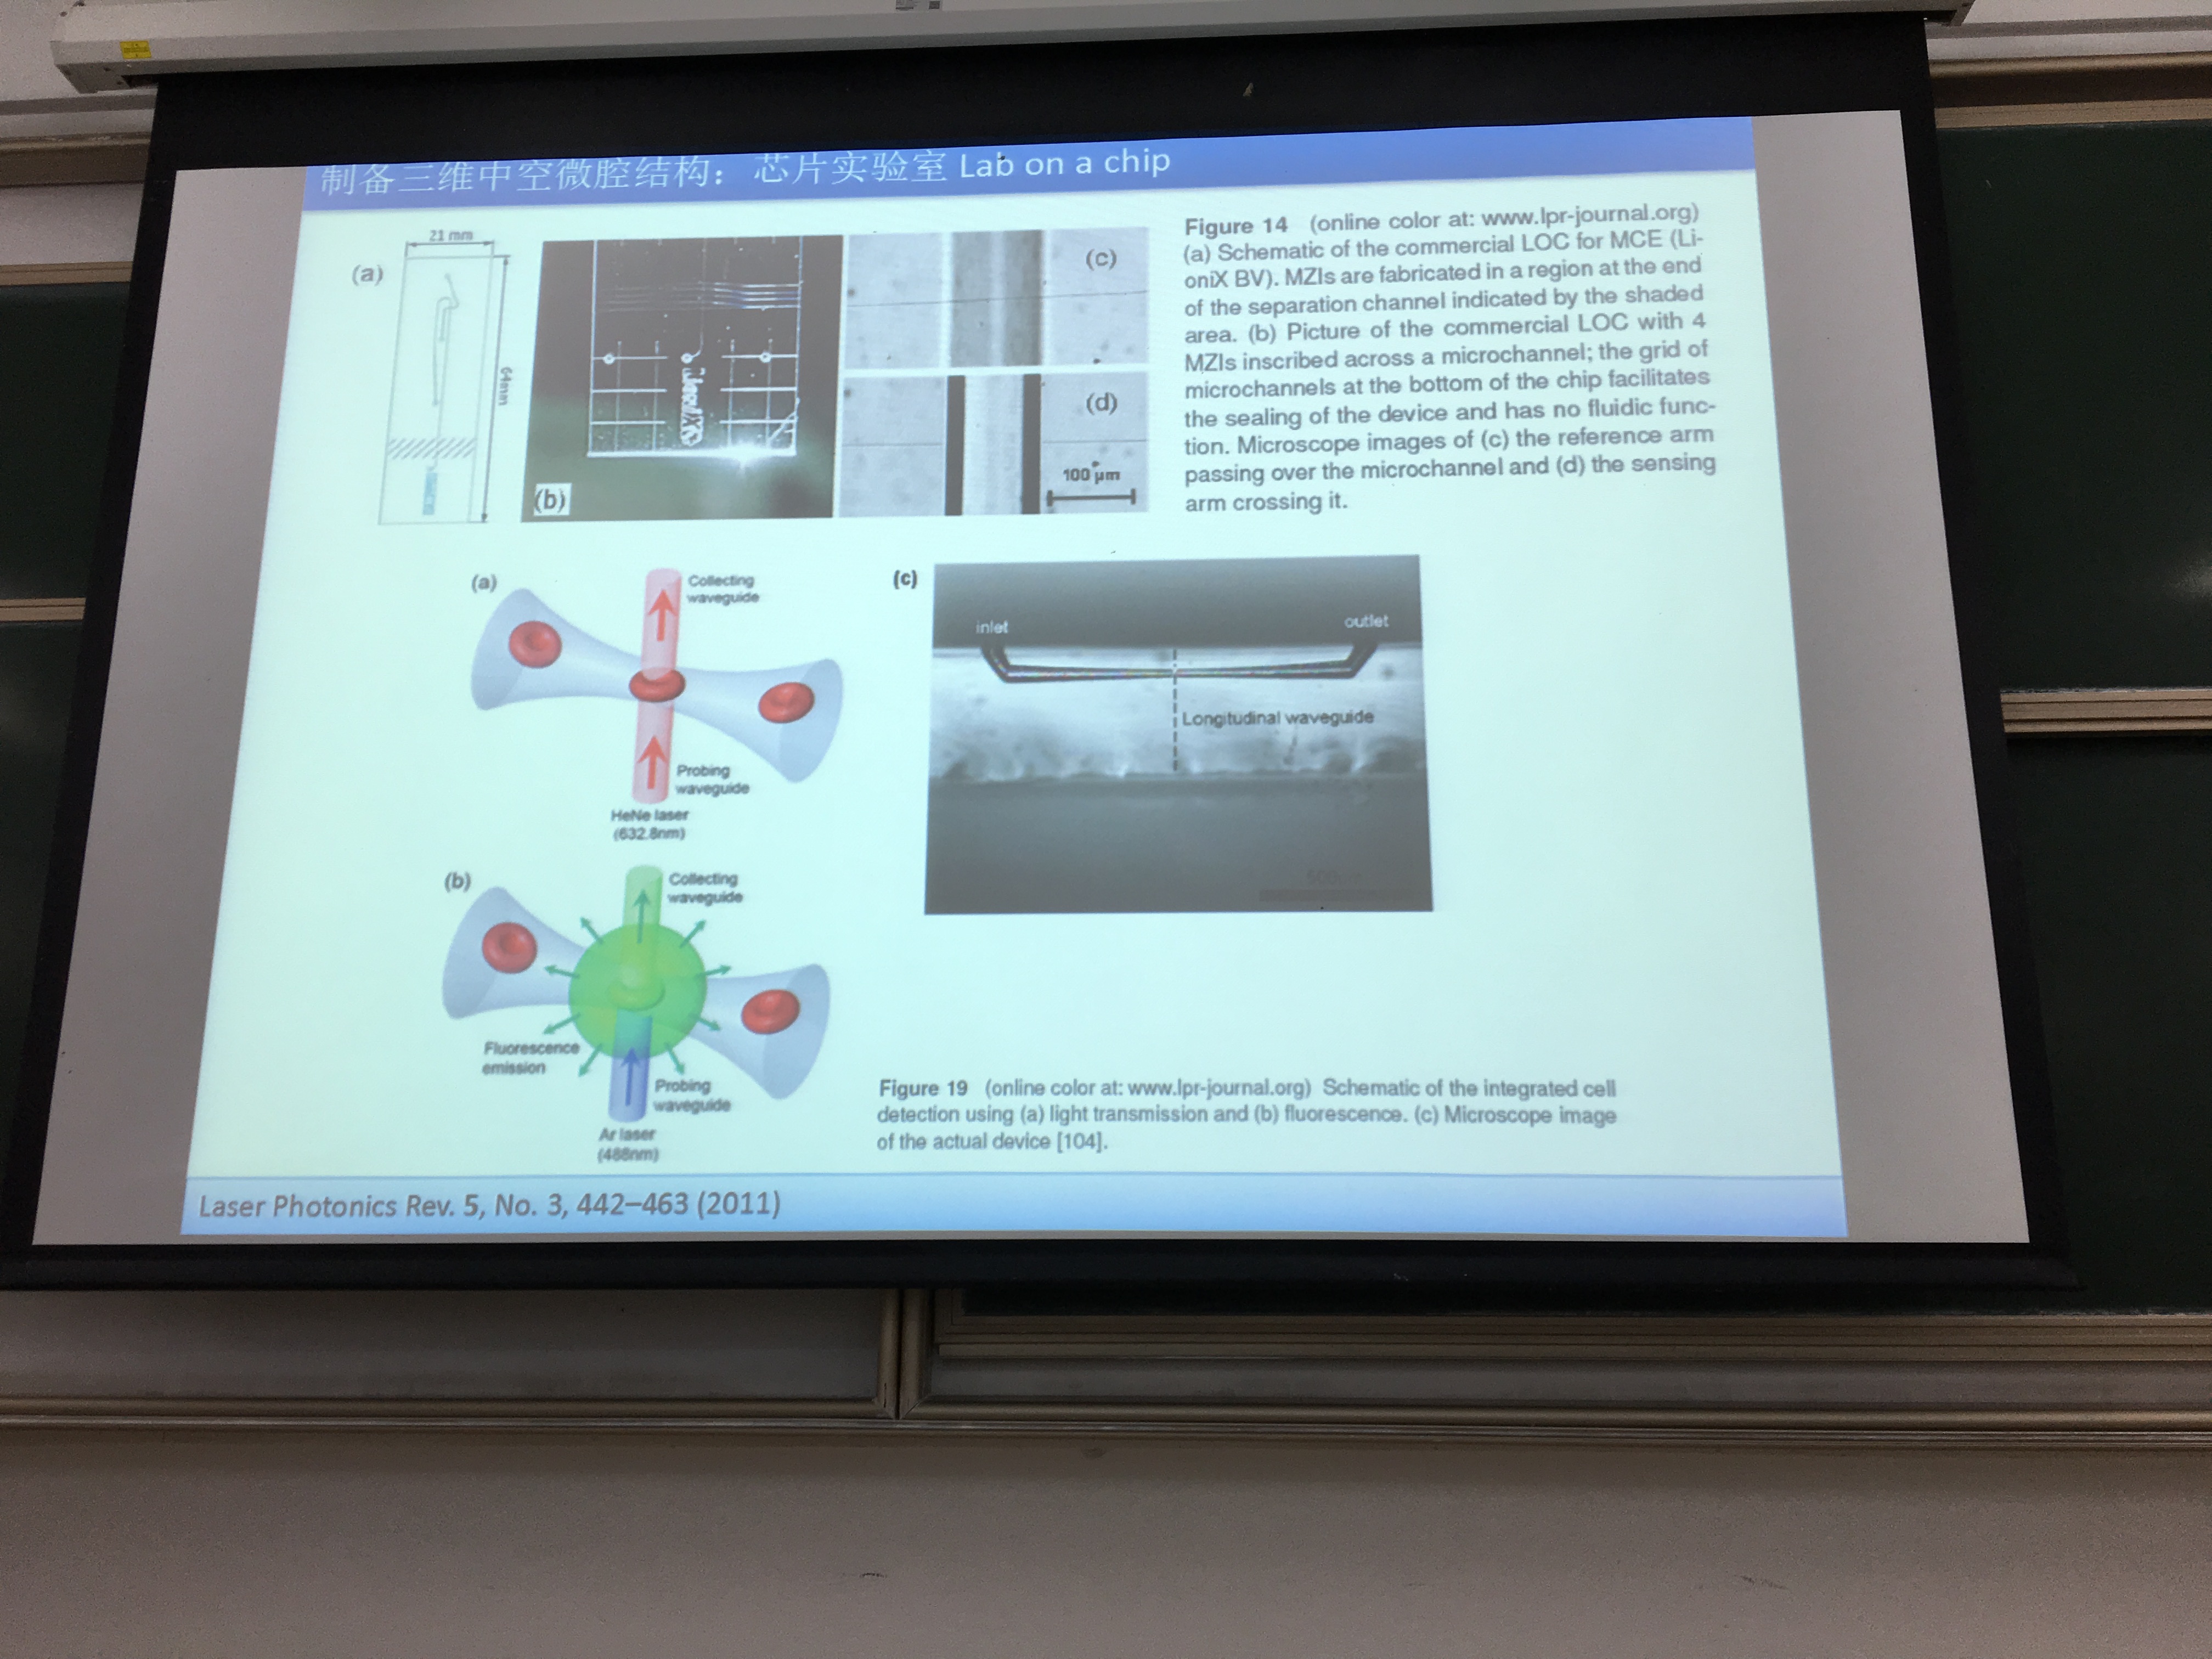 制备三维中空微腔结构：芯片实验室 Lab on a chip
21 mm
(a)
64mm
(b)
(c)
(d)
100 µm
Figure 14 (online color at: www.lpr-journal.org)
(a) Schematic of the commercial LOC for MCE (Li-
oniX BV). MZIs are fabricated in a region at the end
of the separation channel indicated by the shaded
area. (b) Picture of the commercial LOC with 4
MZIs inscribed across a microchannel; the grid of
microchannels at the bottom of the chip facilitates
the sealing of the device and has no fluidic func-
tion. Microscope images of (c) the reference arm
passing over the microchannel and (d) the sensing
arm crossing it.
(a)
Collecting
waveguide
Probing
waveguide
HeNe laser
(632.8nm)
(b)
Collecting
waveguide
Fluorescence
emission
Probing
waveguide
Ar laser
(488nm)
(c)
inlet
outlet
Longitudinal waveguide
Figure 19 (online color at: www.lpr-journal.org) Schematic of the integrated cell
detection using (a) light transmission and (b) fluorescence. (c) Microscope image
of the actual device [104].
Laser Photonics Rev. 5, No. 3, 442–463 (2011)